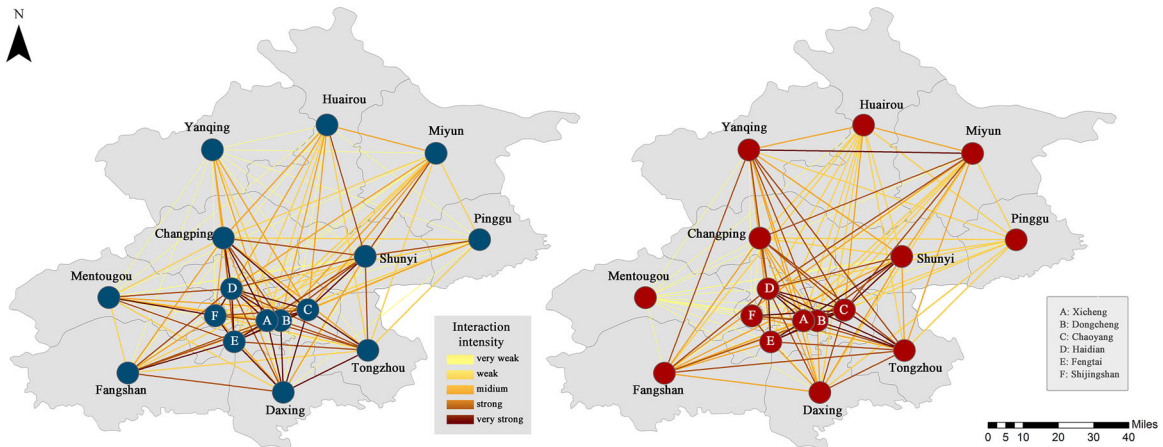 N
Huairou
Yanqing
Miyun
Changping
Pinggu
Shunyi
Mentougou
D
F
A
B
C
E
Fangshan
Tongzhou
Daxing
Interaction
intensity
very weak
weak
midium
strong
very strong
Huairou
Yanqing
Miyun
Changping
Pinggu
Shunyi
Mentougou
D
F
A
B
C
E
Fangshan
Tongzhou
Daxing
A: Xicheng
B: Dongcheng
C: Chaoyang
D: Haidian
E: Fengtai
F: Shijingshan
Miles
0 5 10 20 30 40